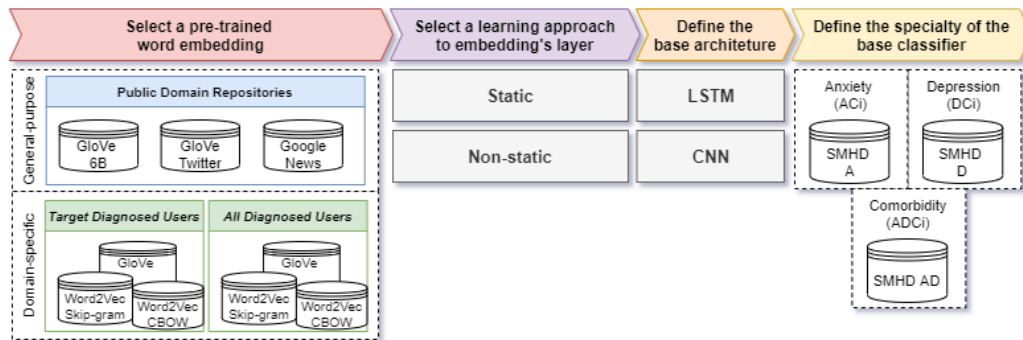 Select a pre-trained
word embedding
Select a learning approach
to embedding's layer
Define the
base architeture
Define the specialty of the
base classifier
General-purpose
Public Domain Repositories
GloVe
6B
GloVe
Twitter
Google
News
Domain-specific
Target Diagnosed Users
GloVe
Word2Vec
Skip-gram
Word2Vec
CBOW
All Diagnosed Users
GloVe
Word2Vec
Skip-gram
Word2Vec
CBOW
Static
Non-static
LSTM
CNN
Anxiety
(ACi)
SMHD
A
Depression
(DCi)
SMHD
D
Comorbidity
(ADCi)
SMHD AD